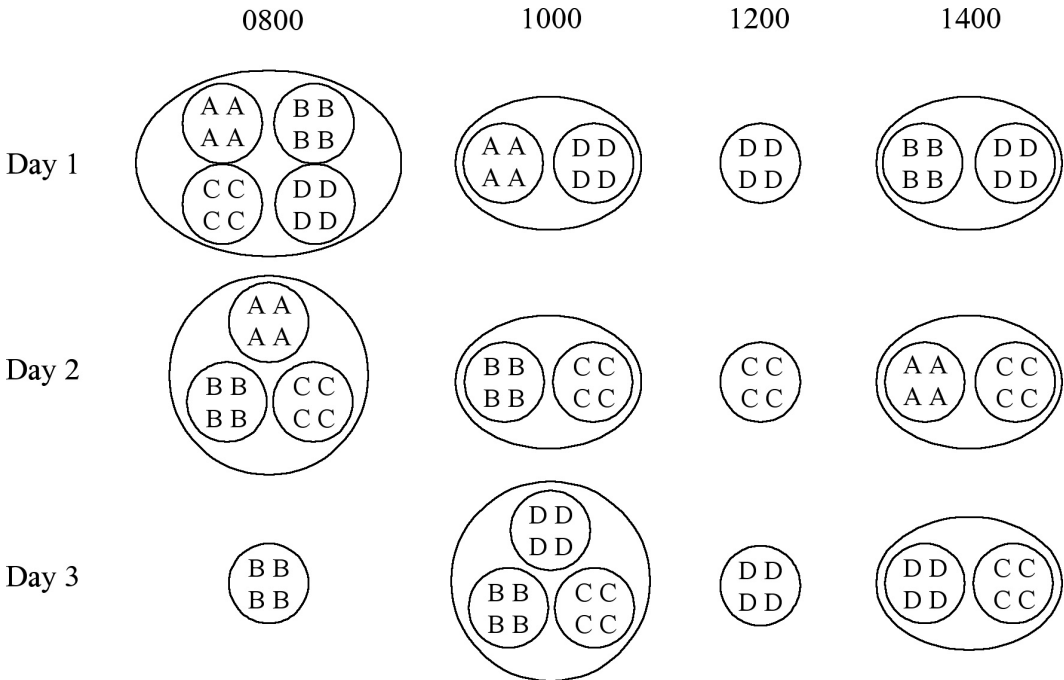 0800 1000 1200 1400
Day 1
A A B B
A A B B
C C D D
C C D D
A A D D
A A D D
D D
D D
B B D D
B B D D
Day 2
A A
A A
B B C C
B B C C
B B C C
B B C C
C C
C C
A A C C
A A C C
Day 3
B B
B B
D D
D D
B B C C
B B C C
D D
D D
D D C C
D D C C